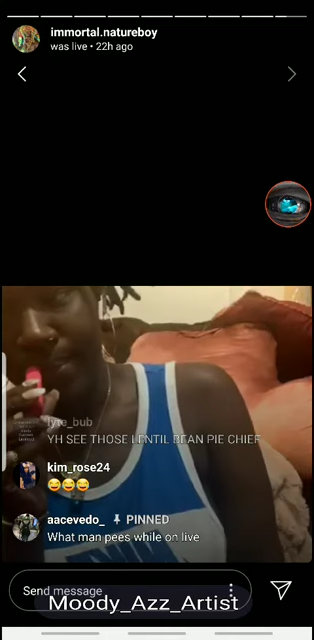 immortal.natureboy
was live • 22h ago
lyte_bub
YH SEE THOSE LENTIL BEAN PIE CHIEF
kim_rose24
😂😂😂
aacevedo_ PINNED
What man pees while on live
Send message
Moody_Azz_Artist